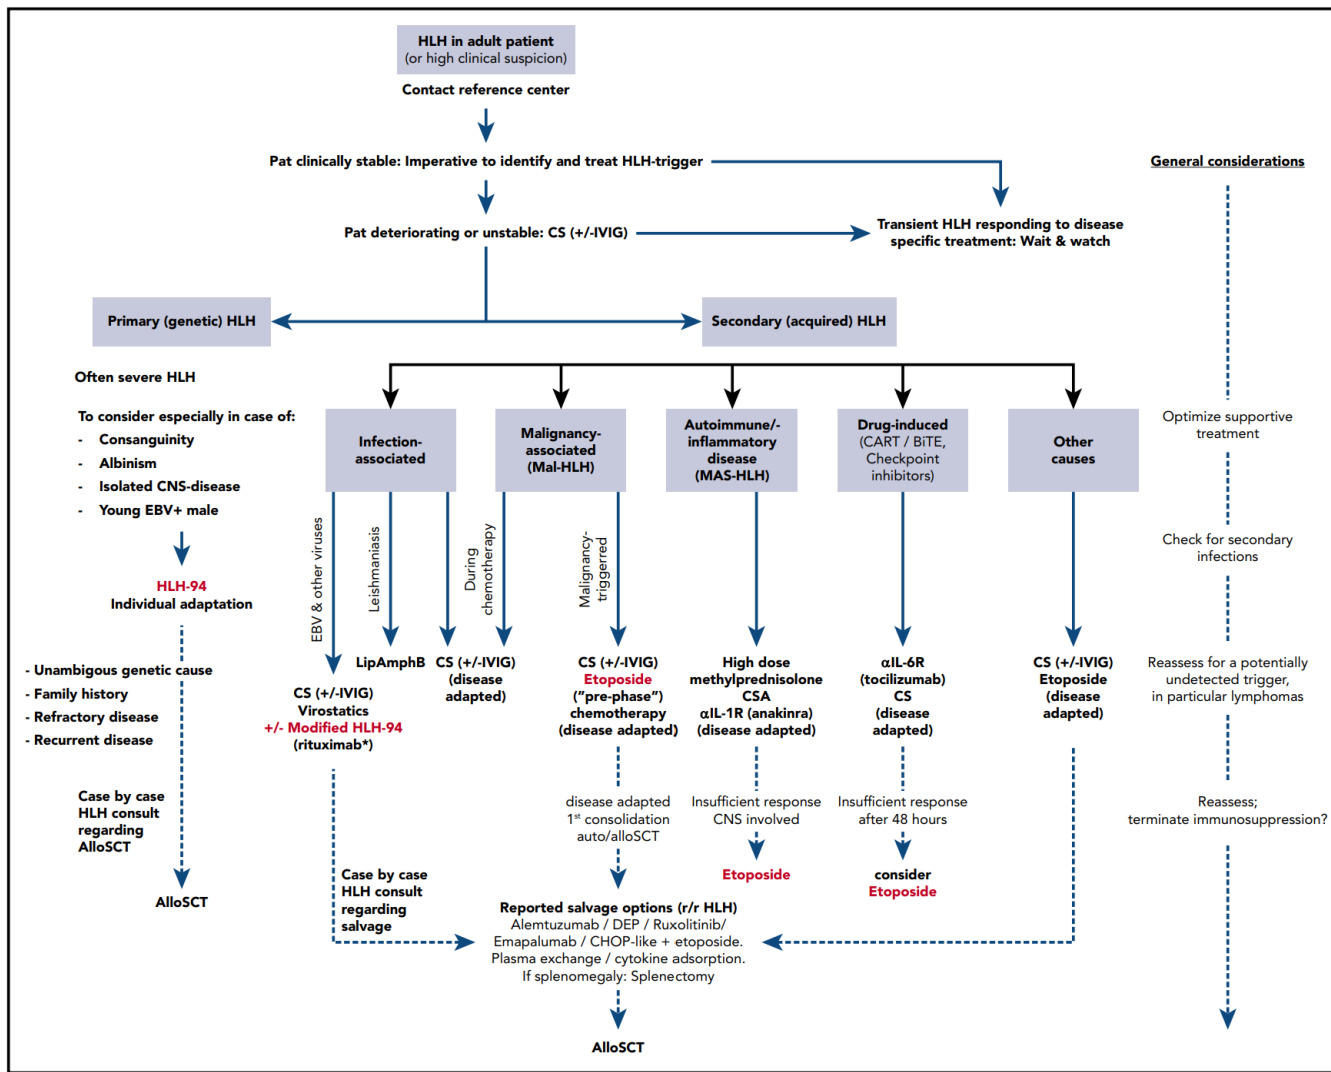 HLH in adult patient
(or high clinical suspicion)
Contact reference center
Pat clinically stable: Imperative to identify and treat HLH-trigger
General considerations
Pat deteriorating or unstable: CS (+/-IVIG)
Transient HLH responding to disease
specific treatment: Wait & watch
Primary (genetic) HLH
Secondary (acquired) HLH
Often severe HLH
To consider especially in case of:
- Consanguinity
- Albinism
- Isolated CNS-disease
- Young EBV+ male
HLH-94
Individual adaptation
- Unambigous genetic cause
- Family history
- Refractory disease
- Recurrent disease
Case by case
HLH consult
regarding
AlloSCT
AlloSCT
Infection-
associated
Malignancy-
associated
(Mal-HLH)
Autoimmune/-
inflammatory
disease
(MAS-HLH)
Drug-induced
(CART / BiTE,
Checkpoint
inhibitors)
Other
causes
EBV & other viruses
Leishmaniasis
During
chemotherapy
Malignancy-
triggerred
CS (+/-IVIG)
Virostatics
+/- Modified HLH-94
(rituximab*)
LipAmphB
CS (+/-IVIG)
(disease
adapted)
CS (+/-IVIG)
Etoposide
("pre-phase")
chemotherapy
(disease adapted)
High dose
methylprednisolone
CSA
αIL-1R (anakinra)
(disease adapted)
αIL-6R
(tocilizumab)
CS
(disease
adapted)
CS (+/-IVIG)
Etoposide
(disease
adapted)
disease adapted
1st consolidation
auto/alloSCT
Insufficient response
CNS involved
Etoposide
Insufficient response
after 48 hours
consider
Etoposide
Case by case
HLH consult
regarding
salvage
Reported salvage options (r/r HLH)
Alemtuzumab / DEP / Ruxolitinib/
Emapalumab / CHOP-like + etoposide.
Plasma exchange / cytokine adsorption.
If splenomegaly: Splenectomy
AlloSCT
Optimize supportive
treatment
Check for secondary
infections
Reassess for a potentially
undetected trigger,
in particular lymphomas
Reassess;
terminate immunosuppression?